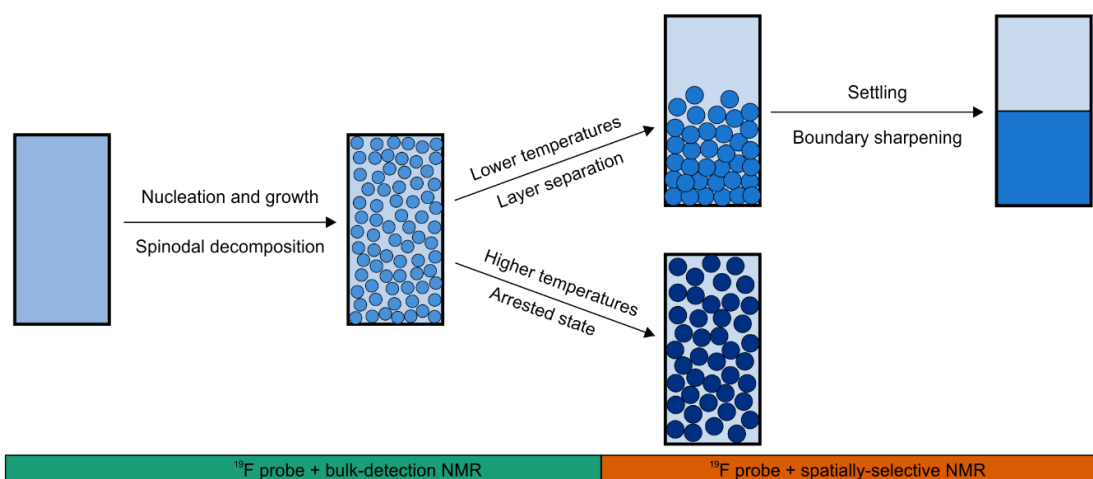 Nucleation and growth
Spinodal decomposition
Lower temperatures
Layer separation
Settling
Boundary sharpening
Higher temperatures
Arrested state
¹⁹F probe + bulk-detection NMR
¹⁹F probe + spatially-selective NMR